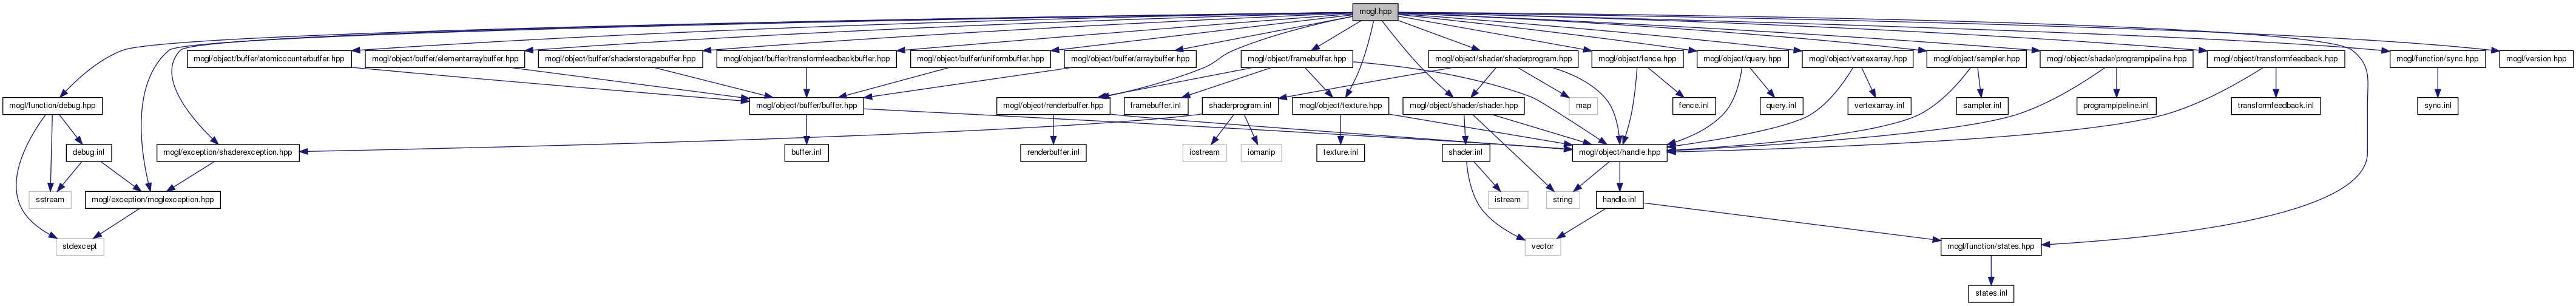 mogl.hpp
mogl/object/buffer/atomiccounterbuffer.hpp
mogl/object/buffer/elementarraybuffer.hpp
mogl/object/buffer/shaderstoragebuffer.hpp
mogl/object/buffer/transformfeedbackbuffer.hpp
mogl/object/buffer/uniformbuffer.hpp
mogl/object/buffer/arraybuffer.hpp
mogl/object/framebuffer.hpp
mogl/object/shader/shaderprogram.hpp
mogl/object/fence.hpp
mogl/object/query.hpp
mogl/object/vertexarray.hpp
mogl/object/sampler.hpp
mogl/object/shader/programpipeline.hpp
mogl/object/transformfeedback.hpp
mogl/function/sync.hpp
mogl/version.hpp
mogl/function/debug.hpp
mogl/object/buffer/buffer.hpp
mogl/object/renderbuffer.hpp
framebuffer.inl
shaderprogram.inl
mogl/object/texture.hpp
mogl/object/shader/shader.hpp
map
fence.inl
query.inl
vertexarray.inl
sampler.inl
programpipeline.inl
transformfeedback.inl
sync.inl
debug.inl
mogl/exception/shaderexception.hpp
buffer.inl
renderbuffer.inl
iostream
iomanip
texture.inl
shader.inl
mogl/object/handle.hpp
sstream
mogl/exception/moglexception.hpp
istream
string
handle.inl
stdexcept
vector
mogl/function/states.hpp
states.inl